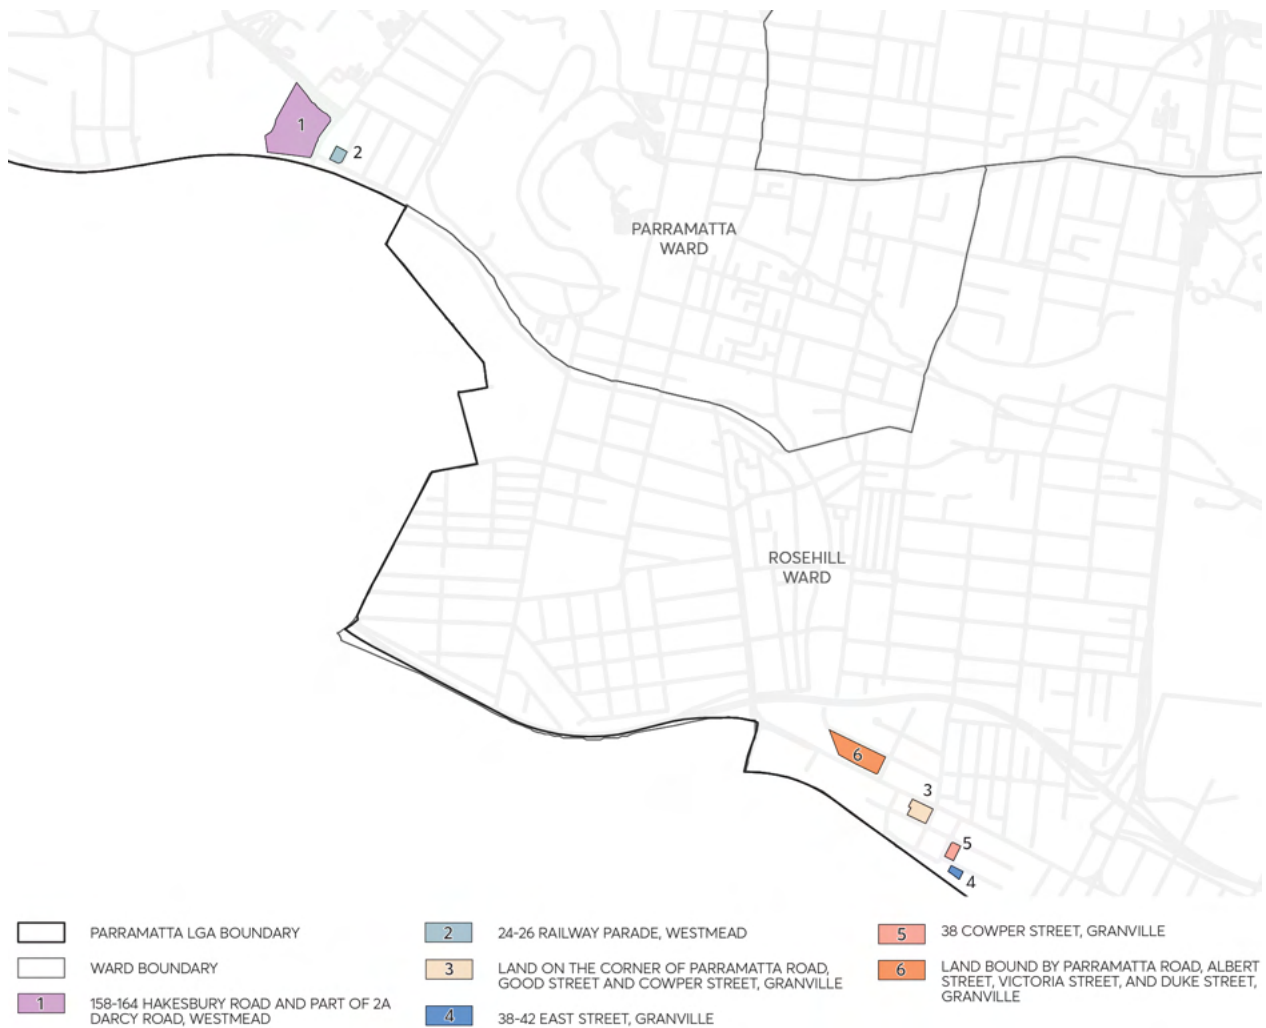 1
2
PARRAMATTA
WARD
ROSEHILL
WARD
6
3
5
4
PARRAMATTA LGA BOUNDARY
WARD BOUNDARY
1 158-164 HAKESBURY ROAD AND PART OF 2A
DARCY ROAD, WESTMEAD
2 24-26 RAILWAY PARADE, WESTMEAD
3 LAND ON THE CORNER OF PARRAMATTA ROAD,
GOOD STREET AND COWPER STREET, GRANVILLE
4 38-42 EAST STREET, GRANVILLE
5 38 COWPER STREET, GRANVILLE
6 LAND BOUND BY PARRAMATTA ROAD, ALBERT
STREET, VICTORIA STREET, AND DUKE STREET,
GRANVILLE